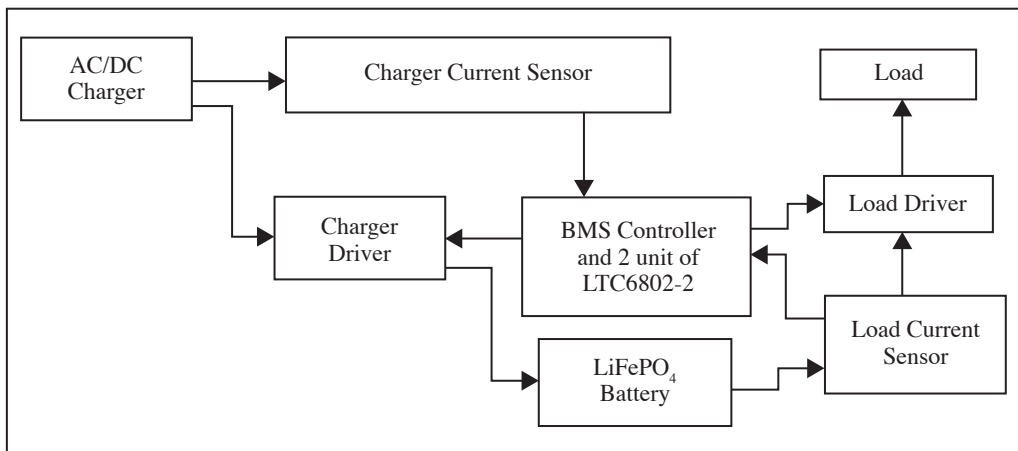 AC/DC
Charger
Charger Current Sensor
Load
Charger
Driver
BMS Controller
and 2 unit of
LTC6802-2
Load Driver
LiFePO4
Battery
Load Current
Sensor